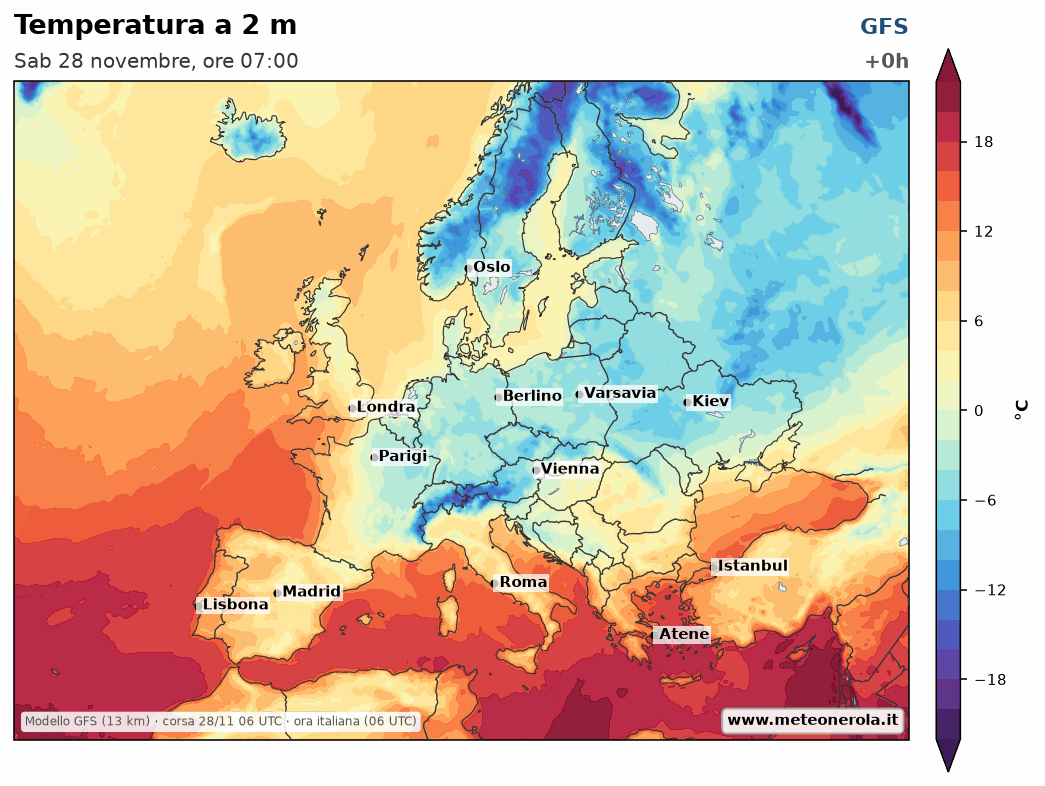 Temperatura a 2 m
GFS
Sab 28 novembre, ore 07:00
+0h
18
12
6
0
−6
−12
−18
°C
Oslo
Londra
Berlino
Varsavia
Kiev
Parigi
Vienna
Istanbul
Roma
Madrid
Lisbona
Atene
Modello GFS (13 km) · corsa 28/11 06 UTC · ora italiana (06 UTC)
www.meteonerola.it